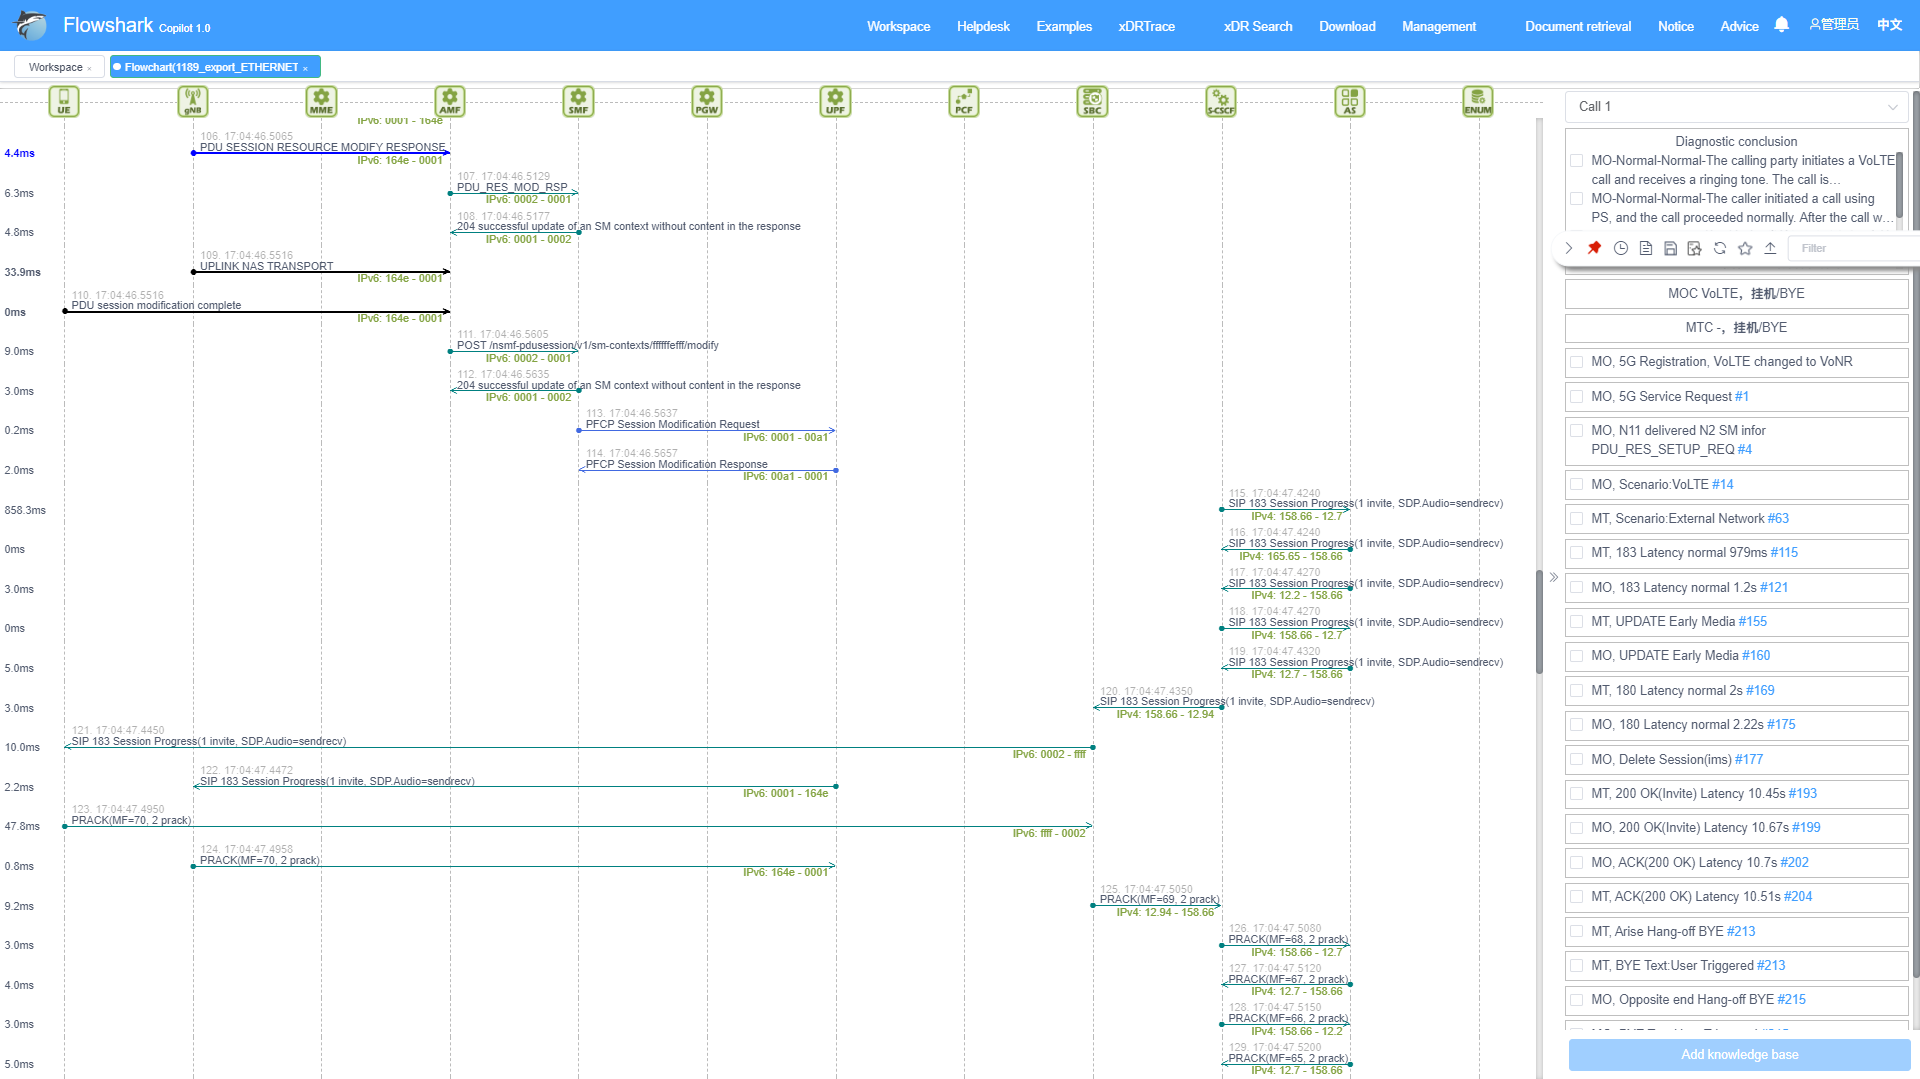 Flowshark Copilot 1.0
Workspace Helpdesk Examples xDRTrace xDR Search Download Management Document retrieval Notice Advice 管理员 中文
Workspace ×
Flowchart(1189_export_ETHERNET ×
UE gNB MME AMF SMF PGW UPF PCF SBC S-CSCF AS ENUM
IPv6: 0001 - 164e
106. 17:04:46.5065
4.4ms PDU SESSION RESOURCE MODIFY RESPONSE
IPv6: 164e - 0001
107. 17:04:46.5129
6.3ms PDU_RES_MOD_RSP
IPv6: 0002 - 0001
108. 17:04:46.5177
4.8ms 204 successful update of an SM context without content in the response
IPv6: 0001 - 0002
109. 17:04:46.5516
33.9ms UPLINK NAS TRANSPORT
IPv6: 164e - 0001
110. 17:04:46.5516
0ms PDU session modification complete
IPv6: 164e - 0001
111. 17:04:46.5605
9.0ms POST /nsmf-pdusession/v1/sm-contexts/ffffffefff/modify
IPv6: 0002 - 0001
112. 17:04:46.5635
3.0ms 204 successful update of an SM context without content in the response
IPv6: 0001 - 0002
113. 17:04:46.5637
0.2ms PFCP Session Modification Request
IPv6: 0001 - 00a1
114. 17:04:46.5657
2.0ms PFCP Session Modification Response
IPv6: 00a1 - 0001
115. 17:04:47.4240
858.3ms SIP 183 Session Progress(1 invite, SDP.Audio=sendrecv)
IPv4: 158.66 - 12.7
116. 17:04:47.4240
0ms SIP 183 Session Progress(1 invite, SDP.Audio=sendrecv)
IPv4: 165.65 - 158.66
117. 17:04:47.4270
3.0ms SIP 183 Session Progress(1 invite, SDP.Audio=sendrecv)
IPv4: 12.2 - 158.66
118. 17:04:47.4270
0ms SIP 183 Session Progress(1 invite, SDP.Audio=sendrecv)
IPv4: 158.66 - 12.7
119. 17:04:47.4320
5.0ms SIP 183 Session Progress(1 invite, SDP.Audio=sendrecv)
IPv4: 12.7 - 158.66
120. 17:04:47.4350
3.0ms SIP 183 Session Progress(1 invite, SDP.Audio=sendrecv)
IPv4: 158.66 - 12.94
121. 17:04:47.4450
10.0ms SIP 183 Session Progress(1 invite, SDP.Audio=sendrecv)
IPv6: 0002 - ffff
122. 17:04:47.4472
2.2ms SIP 183 Session Progress(1 invite, SDP.Audio=sendrecv)
IPv6: 0001 - 164e
123. 17:04:47.4950
47.8ms PRACK(MF=70, 2 prack)
IPv6: ffff - 0002
124. 17:04:47.4958
0.8ms PRACK(MF=70, 2 prack)
IPv6: 164e - 0001
125. 17:04:47.5050
9.2ms PRACK(MF=69, 2 prack)
IPv4: 12.94 - 158.66
126. 17:04:47.5080
3.0ms PRACK(MF=68, 2 prack)
IPv4: 158.66 - 12.7
127. 17:04:47.5120
4.0ms PRACK(MF=67, 2 prack)
IPv4: 12.7 - 158.66
128. 17:04:47.5150
3.0ms PRACK(MF=66, 2 prack)
IPv4: 158.66 - 12.2
129. 17:04:47.5200
5.0ms PRACK(MF=65, 2 prack)
IPv4: 12.7 - 158.66
Call 1
Diagnostic conclusion
MO-Normal-Normal-The calling party initiates a VoLTE
call and receives a ringing tone. The call is...
MO-Normal-Normal-The caller initiated a call using
PS, and the call proceeded normally. After the call w...
Filler
MOC VoLTE，挂机/BYE
MTC -，挂机/BYE
MO, 5G Registration, VoLTE changed to VoNR
MO, 5G Service Request #1
MO, N11 delivered N2 SM infor
PDU_RES_SETUP_REQ #4
MO, Scenario:VoLTE #14
MT, Scenario:External Network #63
MT, 183 Latency normal 979ms #115
MO, 183 Latency normal 1.2s #121
MT, UPDATE Early Media #155
MO, UPDATE Early Media #160
MT, 180 Latency normal 2s #169
MO, 180 Latency normal 2.22s #175
MO, Delete Session(ims) #177
MT, 200 OK(Invite) Latency 10.45s #193
MO, 200 OK(Invite) Latency 10.67s #199
MO, ACK(200 OK) Latency 10.7s #202
MT, ACK(200 OK) Latency 10.51s #204
MT, Arise Hang-off BYE #213
MT, BYE Text:User Triggered #213
MO, Opposite end Hang-off BYE #215
Add knowledge base